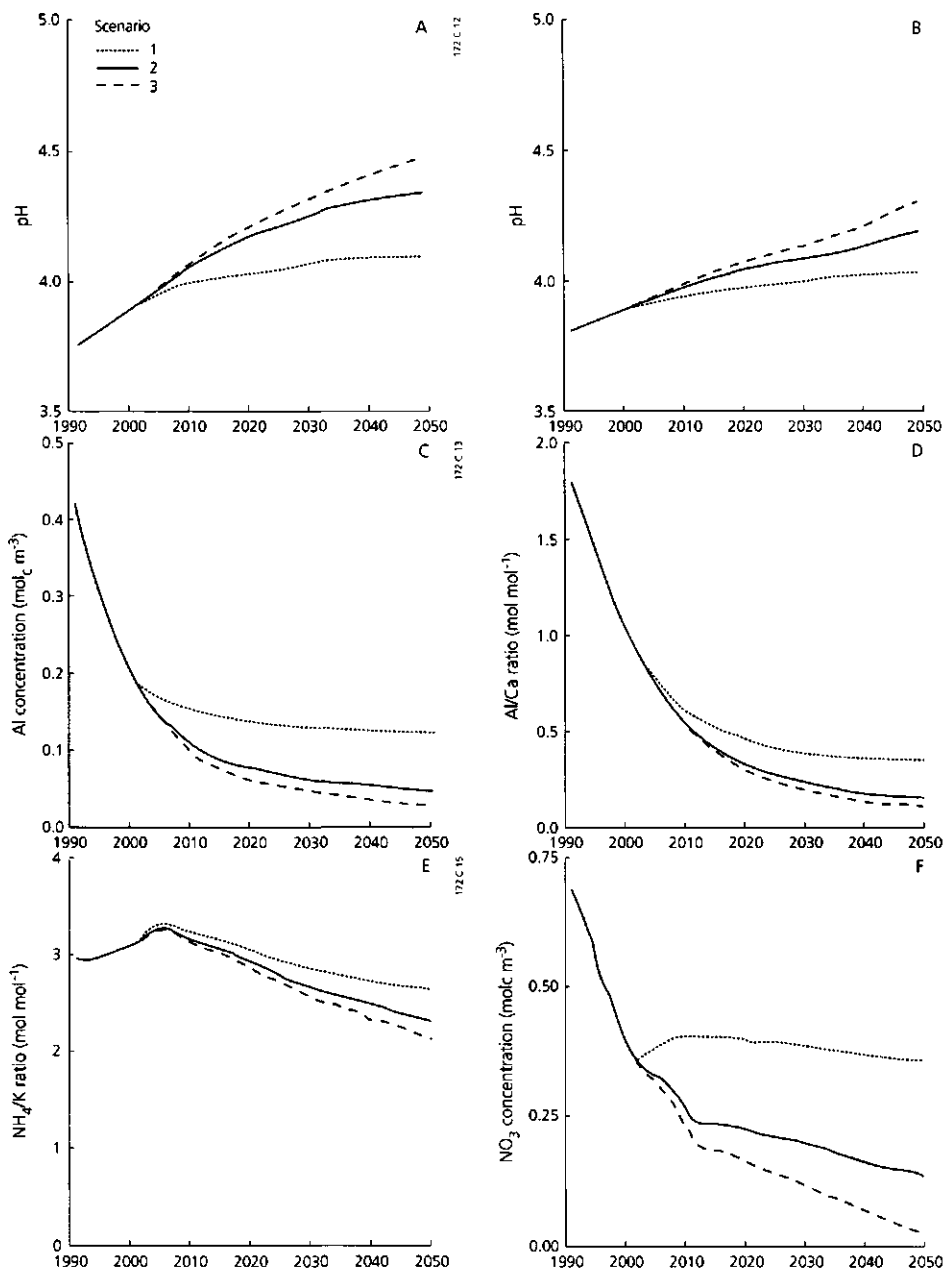 Scenario
1
2
3
A
172 C 12
pH
5.0
4.5
4.0
3.5
1990 2000 2010 2020 2030 2040 2050
B
pH
5.0
4.5
4.0
3.5
1990 2000 2010 2020 2030 2040 2050
C
172 C 13
Al concentration (mol_c m⁻³)
0.5
0.4
0.3
0.2
0.1
0.0
1990 2000 2010 2020 2030 2040 2050
D
Al/Ca ratio (mol mol⁻¹)
2.0
1.5
1.0
0.5
0.0
1990 2000 2010 2020 2030 2040 2050
E
172 C 15
NH₄/K ratio (mol mol⁻¹)
4
3
2
1
0
1990 2000 2010 2020 2030 2040 2050
F
NO₃ concentration (molc m⁻³)
0.75
0.50
0.25
0.00
1990 2000 2010 2020 2030 2040 2050